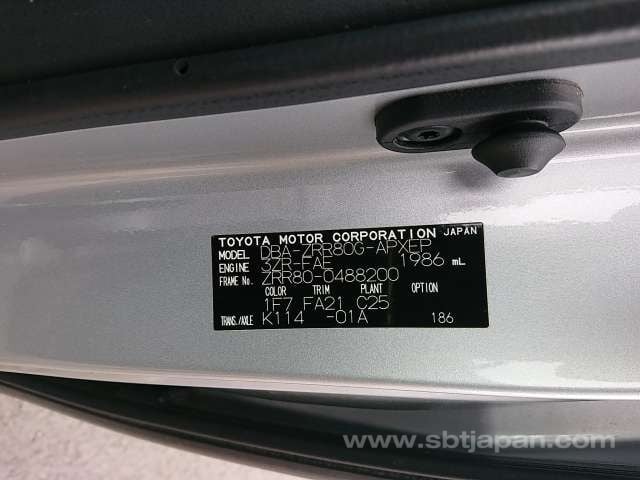 TOYOTA MOTOR CORPORATION JAPAN
MODEL DBA-ZRR80G-APXEP
ENGINE 3ZR-FAE 1986 mL
FRAME No. ZRR80-0488200
COLOR TRIM PLANT OPTION
1F7 FA21 C25
TRANS./AXLE K114 -01A 186
www.sbtjapan.com